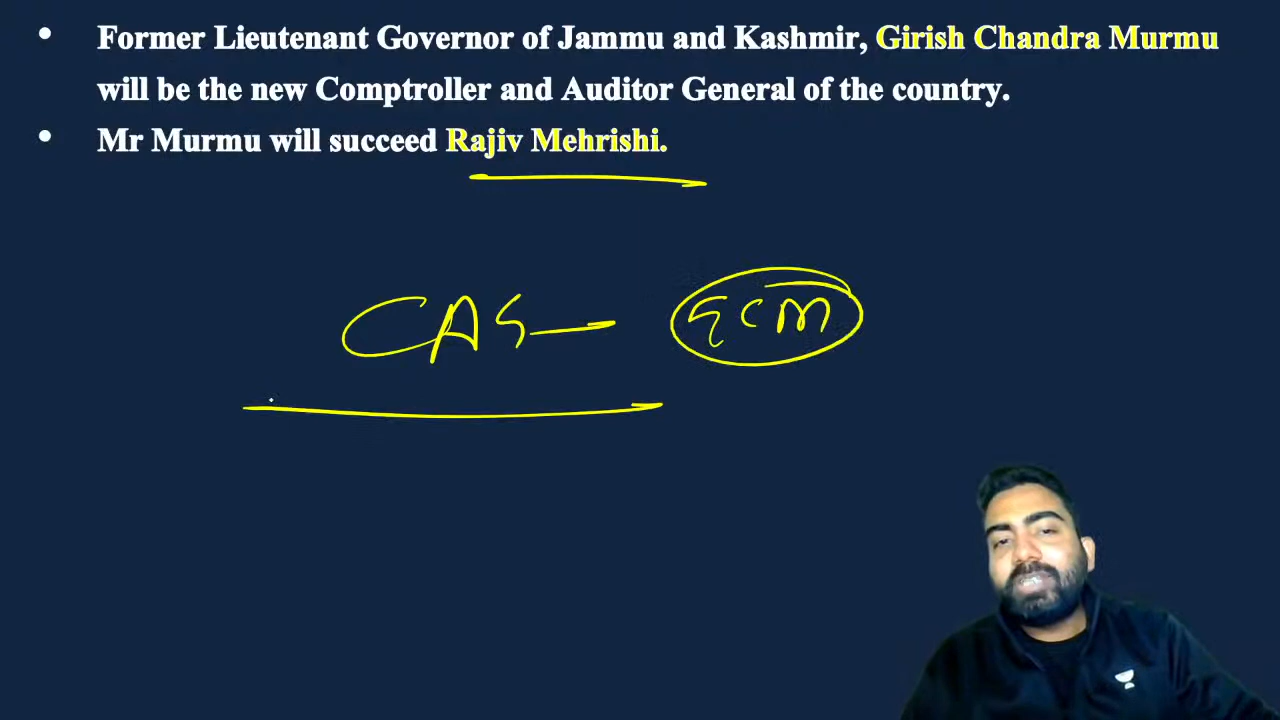 Former Lieutenant Governor of Jammu and Kashmir, Girish Chandra Murmu
will be the new Comptroller and Auditor General of the country.
Mr Murmu will succeed Rajiv Mehrishi.
CAG GCM